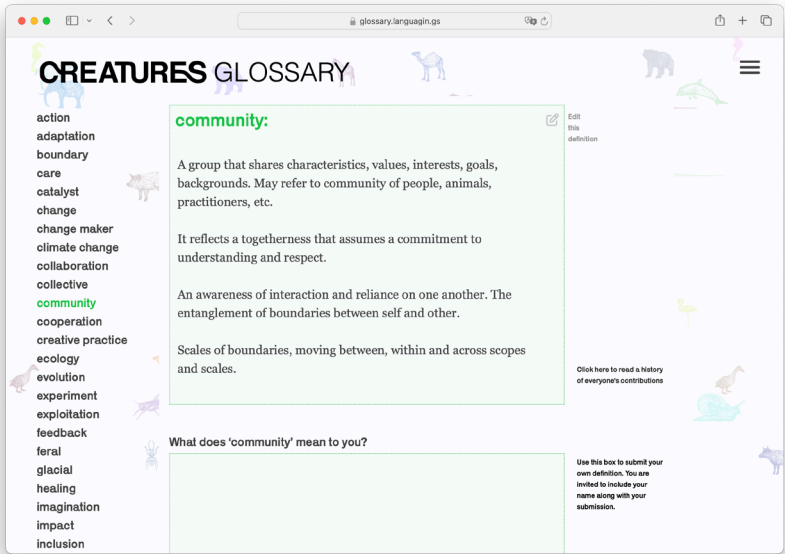 glossary.languagin.gs
CREATURES GLOSSARY
action
adaptation
boundary
care
catalyst
change
change maker
climate change
collaboration
collective
community
cooperation
creative practice
ecology
evolution
experiment
exploitation
feedback
feral
glacial
healing
imagination
impact
inclusion
community:
Edit
this
definition
A group that shares characteristics, values, interests, goals,
backgrounds. May refer to community of people, animals,
practitioners, etc.
It reflects a togetherness that assumes a commitment to
understanding and respect.
An awareness of interaction and reliance on one another. The
entanglement of boundaries between self and other.
Scales of boundaries, moving between, within and across scopes
and scales.
Click here to read a history
of everyone's contributions
What does ‘community’ mean to you?
Use this box to submit your
own definition. You are
invited to include your
name along with your
submission.